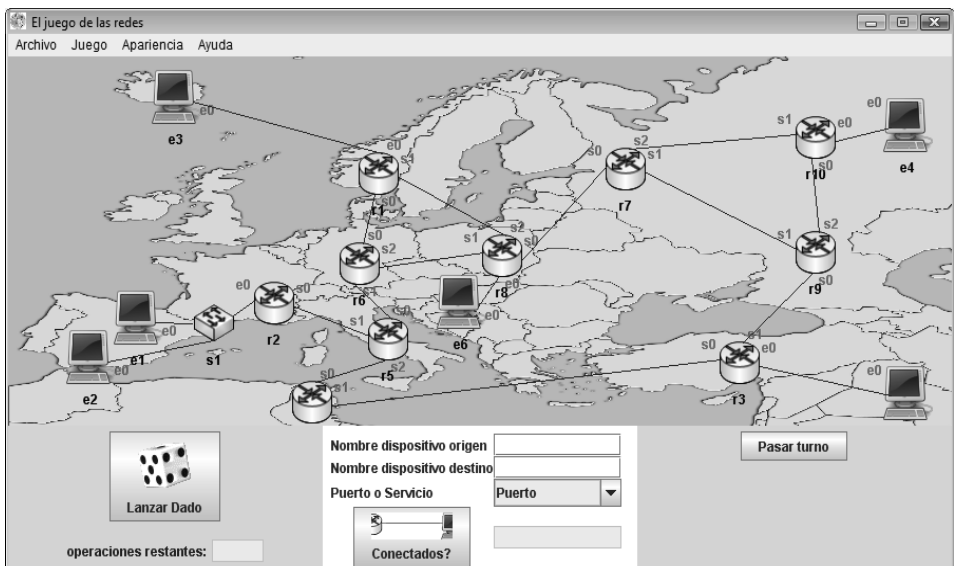 El juego de las redes
Archivo Juego Apariencia Ayuda
e0
e3
e0
s1
s0
r1
s0
s2
s1
r6
s1
s2
s0
r8
e0
s0
s2
s1
r7
s1
e0
r10
s0
e0
e4
s1
s2
r9
s0
e0
s0
r2
e0
e1
s1
e0
e2
s1
s0
r5
s2
e0
e6
s0
s1
s0
s1
e0
r3
e0
Lanzar Dado
operaciones restantes:
Nombre dispositivo origen
Nombre dispositivo destino
Puerto o Servicio
Puerto
Conectados?
Pasar turno